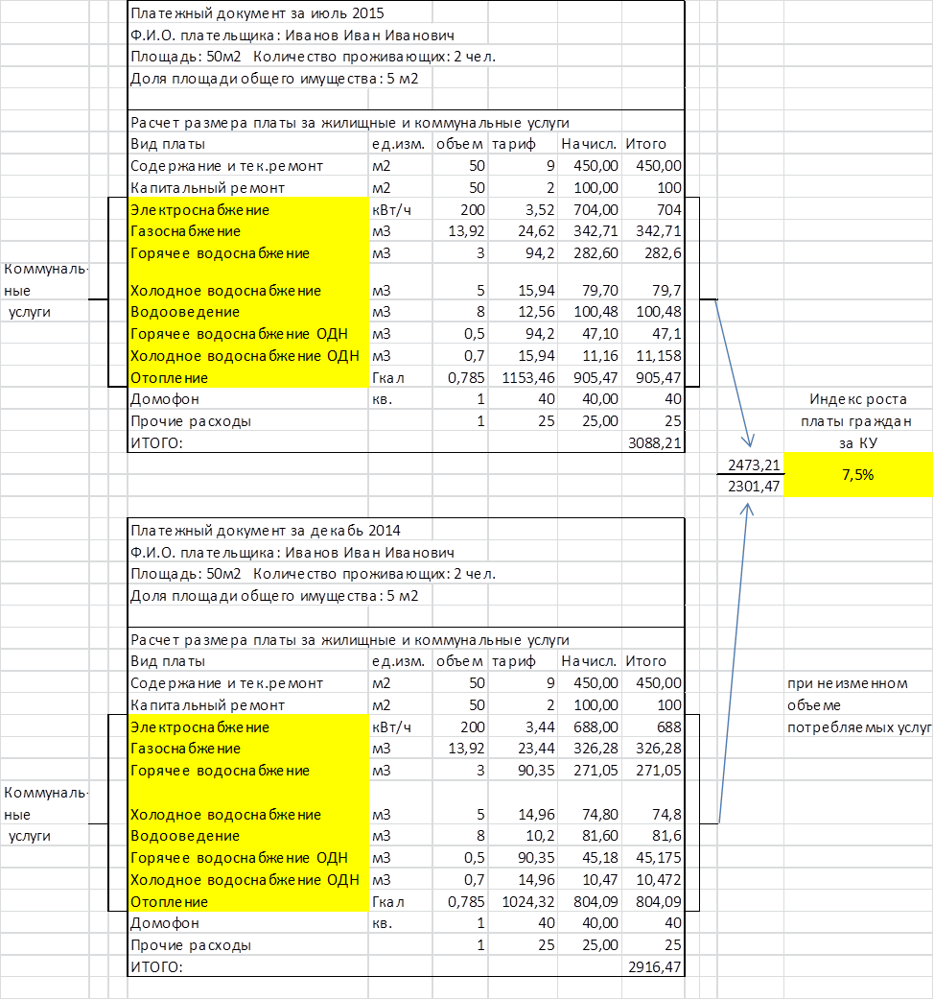 Платежный документ за июль 2015
Ф.И.О. плательщика: Иванов Иван Иванович
Площадь: 50м2 Количество проживающих: 2 чел.
Доля площади общего имущества: 5 м2
Расчет размера платы за жилищные и коммунальные услуги
Вид платы ед.изм. объем тариф Начисл. Итого
Содержание и тек.ремонт м2 50 9 450,00 450,00
Капитальный ремонт м2 50 2 100,00 100
Электроснабжение кВт/ч 200 3,52 704,00 704
Газоснабжение м3 13,92 24,62 342,71 342,71
Горячее водоснабжение м3 3 94,2 282,60 282,6
Коммуналь-
ные
услуги
Холодное водоснабжение м3 5 15,94 79,70 79,7
Водооведение м3 8 12,56 100,48 100,48
Горячее водоснабжение ОДН м3 0,5 94,2 47,10 47,1
Холодное водоснабжение ОДН м3 0,7 15,94 11,16 11,158
Отопление Гкал 0,785 1153,46 905,47 905,47
Домофон кв. 1 40 40,00 40
Прочие расходы 1 25 25,00 25
ИТОГО: 3088,21
Индекс роста
платы граждан
за КУ
2473,21
2301,47
7,5%
Платежный документ за декабь 2014
Ф.И.О. плательщика: Иванов Иван Иванович
Площадь: 50м2 Количество проживающих: 2 чел.
Доля площади общего имущества: 5 м2
Расчет размера платы за жилищные и коммунальные услуги
Вид платы ед.изм. объем тариф Начисл. Итого
Содержание и тек.ремонт м2 50 9 450,00 450,00
Капитальный ремонт м2 50 2 100,00 100
Электроснабжение кВт/ч 200 3,44 688,00 688
Газоснабжение м3 13,92 23,44 326,28 326,28
Горячее водоснабжение м3 3 90,35 271,05 271,05
при неизменном
объеме
потребляемых услуг
Коммуналь-
ные
услуги
Холодное водоснабжение м3 5 14,96 74,80 74,8
Водооведение м3 8 10,2 81,60 81,6
Горячее водоснабжение ОДН м3 0,5 90,35 45,18 45,175
Холодное водоснабжение ОДН м3 0,7 14,96 10,47 10,472
Отопление Гкал 0,785 1024,32 804,09 804,09
Домофон кв. 1 40 40,00 40
Прочие расходы 1 25 25,00 25
ИТОГО: 2916,47